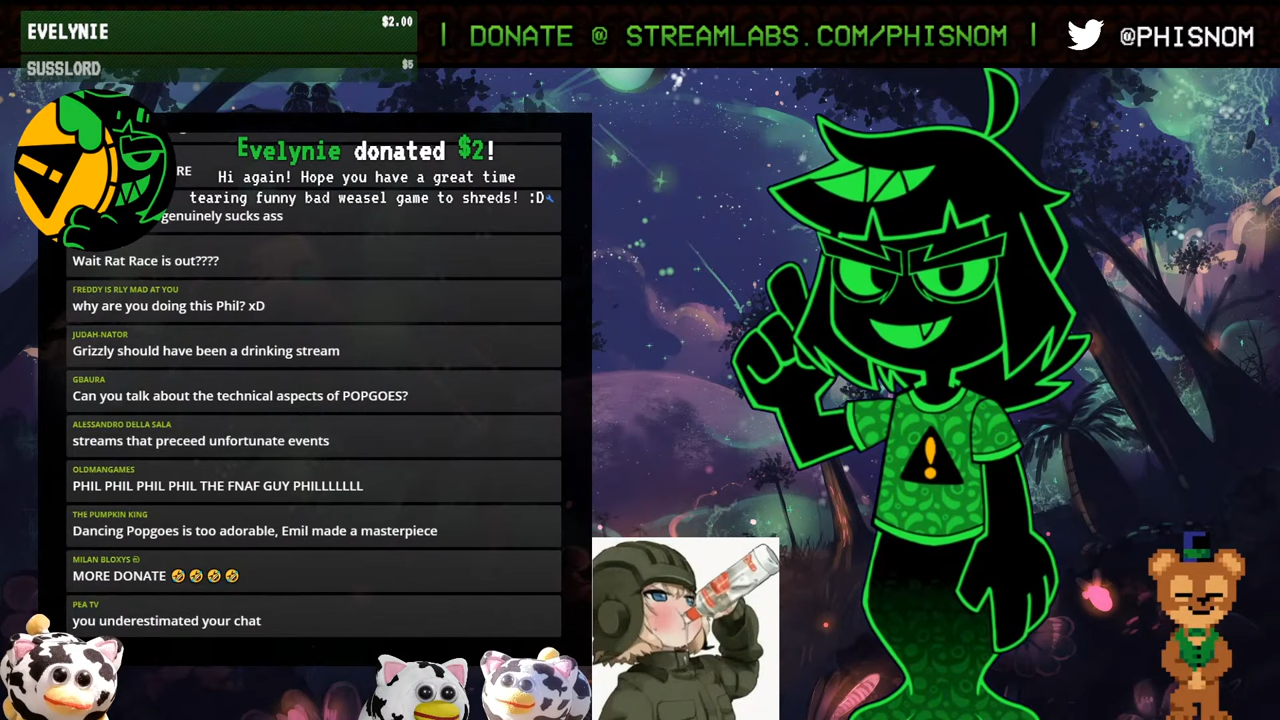 EVELYNIE $2.00
SUSSLORD $5
| DONATE @ STREAMLABS.COM/PHISNOM | @PHISNOM
Evelynie donated $2!
Hi again! Hope you have a great time
tearing funny bad weasel game to shreds! :D
RE
genuinely sucks ass
Wait Rat Race is out????
FREDDY IS RLY MAD AT YOU
why are you doing this Phil? xD
JUDAH-NATOR
Grizzly should have been a drinking stream
GBAURA
Can you talk about the technical aspects of POPGOES?
ALESSANDRO DELLA SALA
streams that preceed unfortunate events
OLDMANGAMES
PHIL PHIL PHIL PHIL THE FNAF GUY PHILLLLLLL
THE PUMPKIN KING
Dancing Popgoes is too adorable, Emil made a masterpiece
MILAN BLOXYS
MORE DONATE 🤣 🤣 🤣 🤣
PEA TV
you underestimated your chat